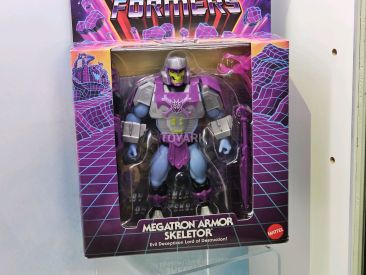 FORMERS
TOYARK
MEGATRON ARMOR
SKELETOR
Evil Decepticon Lord of Destruction!
MATTEL